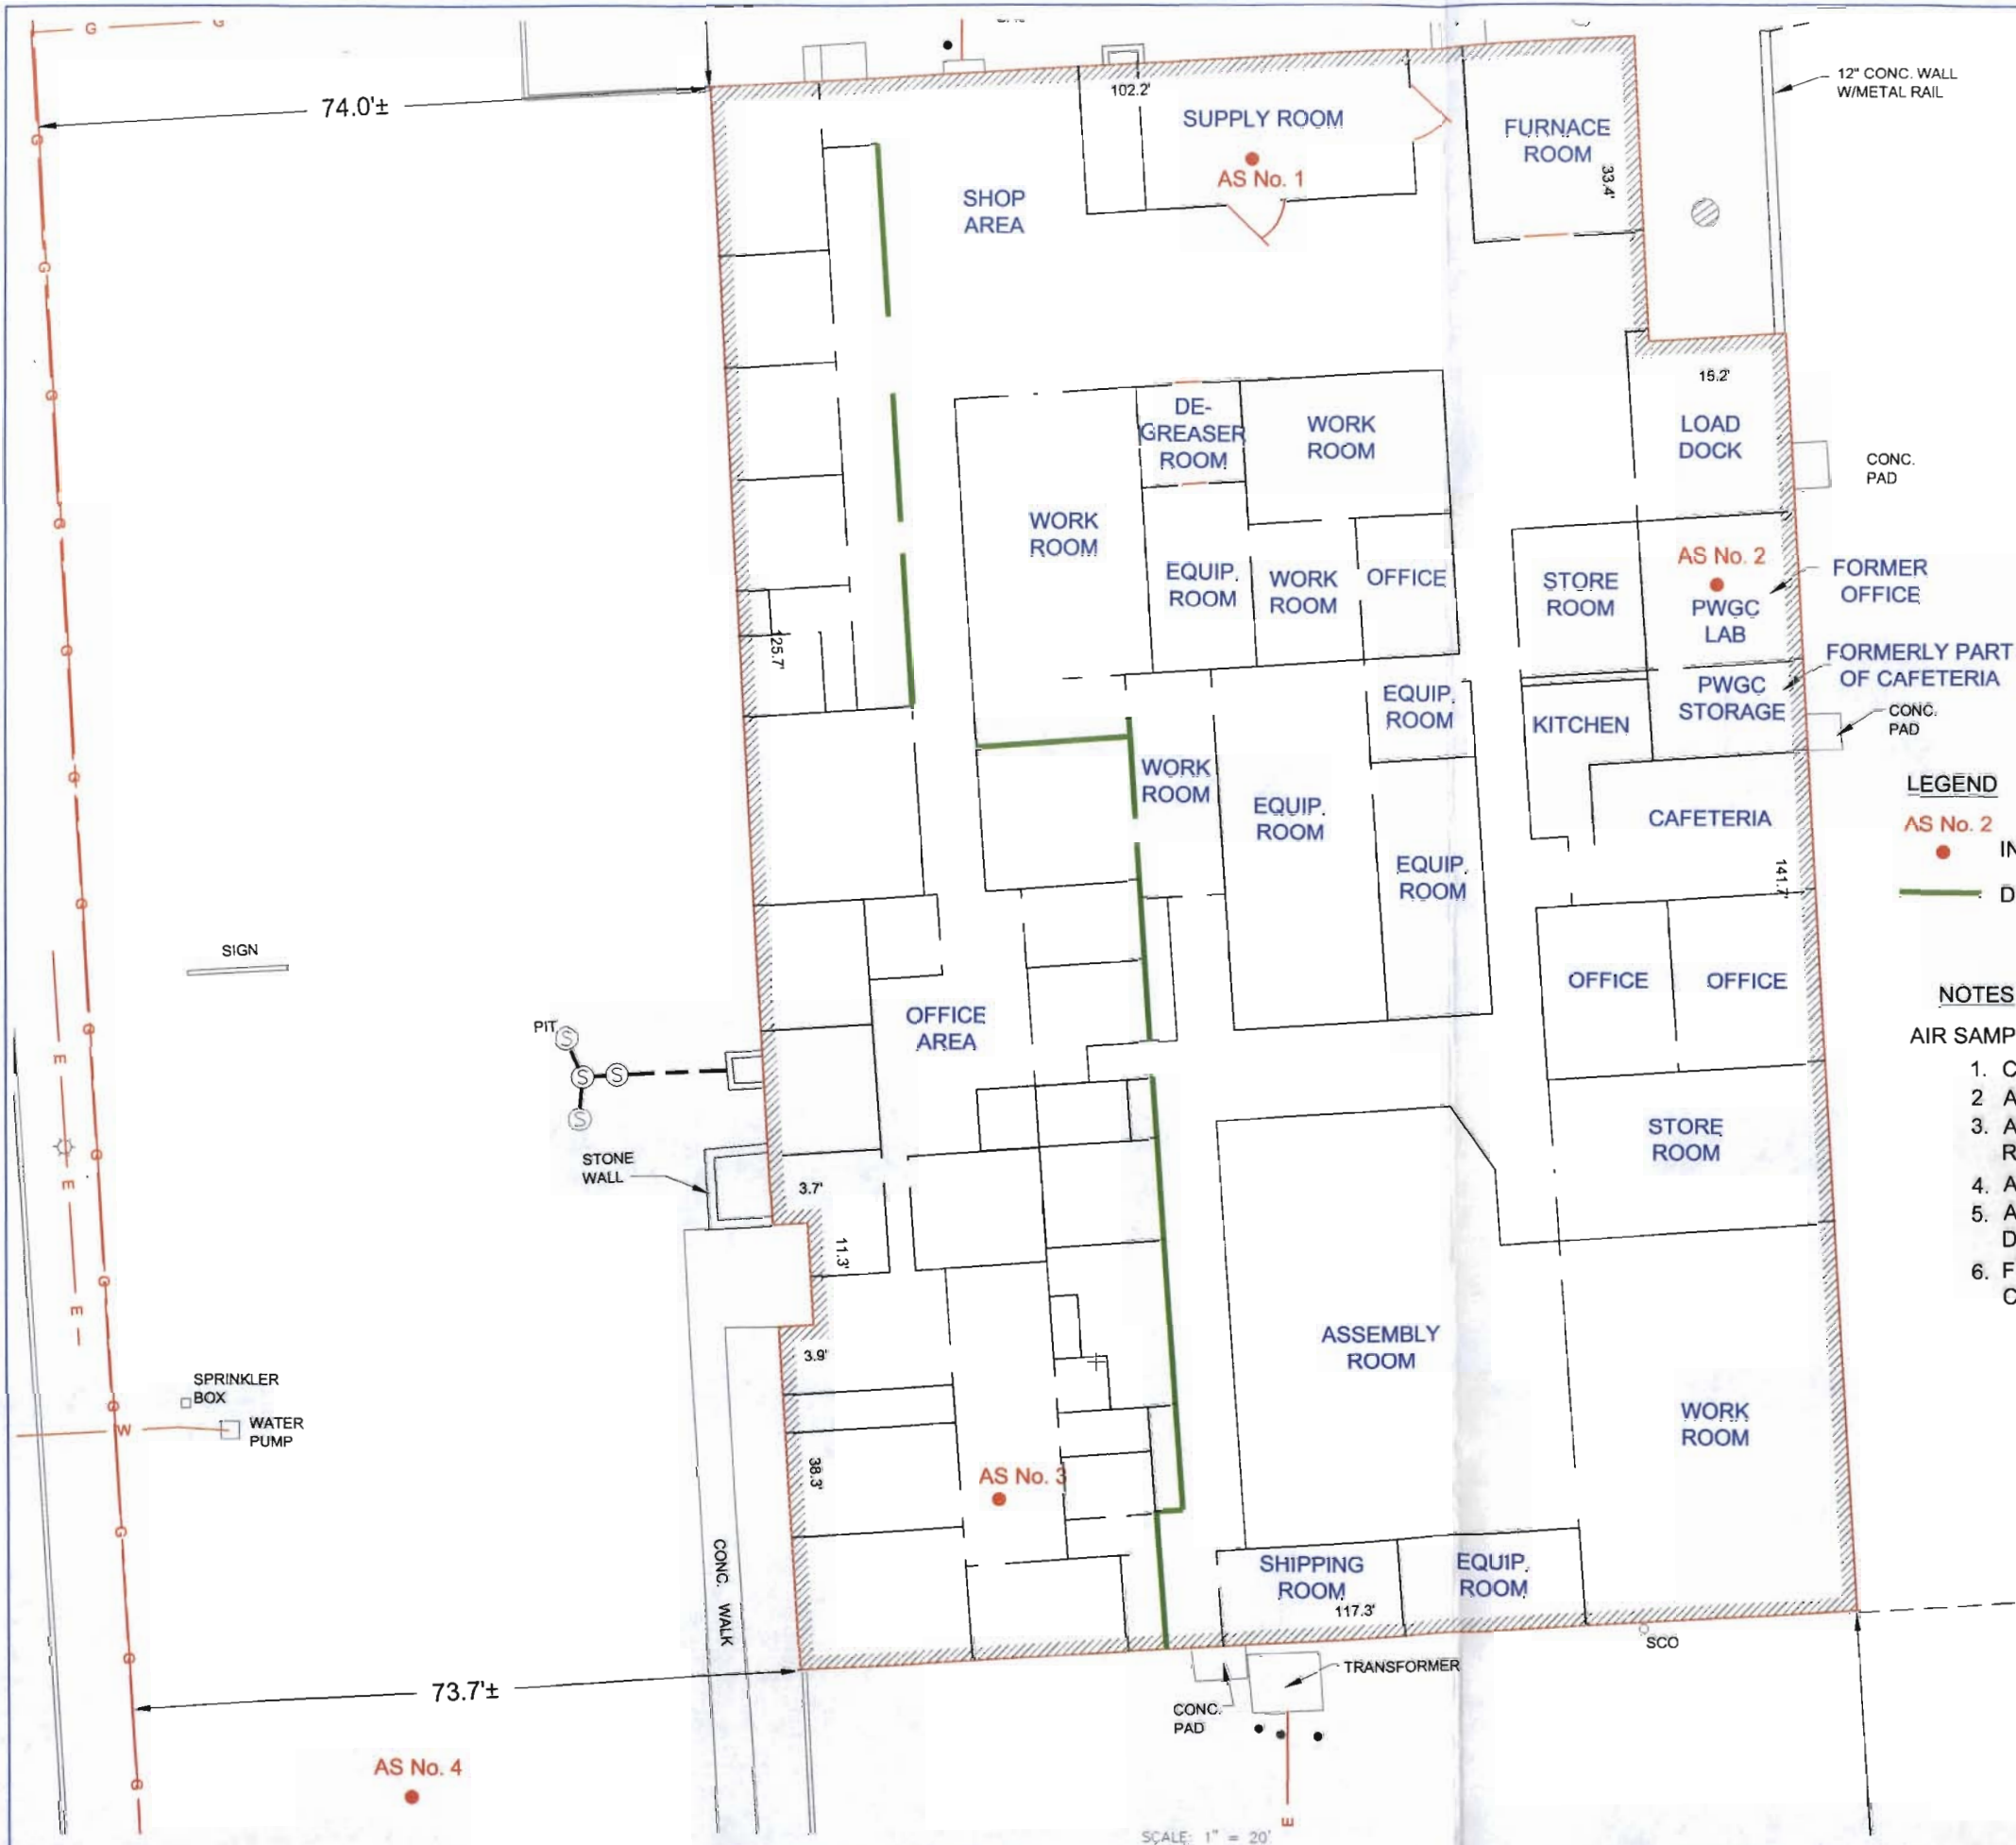 G
G
74.0'±
102.2'
SUPPLY ROOM
AS No. 1
FURNACE
ROOM
33.4'
12" CONC. WALL
W/METAL RAIL
SHOP
AREA
15.2'
LOAD
DOCK
CONC.
PAD
DE-
GREASER
ROOM
WORK
ROOM
WORK
ROOM
EQUIP.
ROOM
WORK
ROOM
OFFICE
STORE
ROOM
AS No. 2
PWGC
LAB
FORMER
OFFICE
FORMERLY PART
OF CAFETERIA
PWGC
STORAGE
CONC.
PAD
KITCHEN
EQUIP.
ROOM
25.7'
WORK
ROOM
EQUIP.
ROOM
EQUIP.
ROOM
CAFETERIA
141.7'
LEGEND
AS No. 2
IN
D
SIGN
OFFICE
OFFICE
NOTES
AIR SAMP
1. C
2 A
3. A
R
4. A
5. A
D
6. F
C
PIT
S
S
S
S
OFFICE
AREA
STONE
WALL
3.7'
11.3'
STORE
ROOM
E
E
E
3.9'
ASSEMBLY
ROOM
SPRINKLER
BOX
W
WATER
PUMP
38.3'
WORK
ROOM
AS No. 3
CONC. WALK
SHIPPING
ROOM
117.3'
EQUIP.
ROOM
SCO
TRANSFORMER
CONC.
PAD
73.7'±
AS No. 4
E
SCALE: 1" = 20'